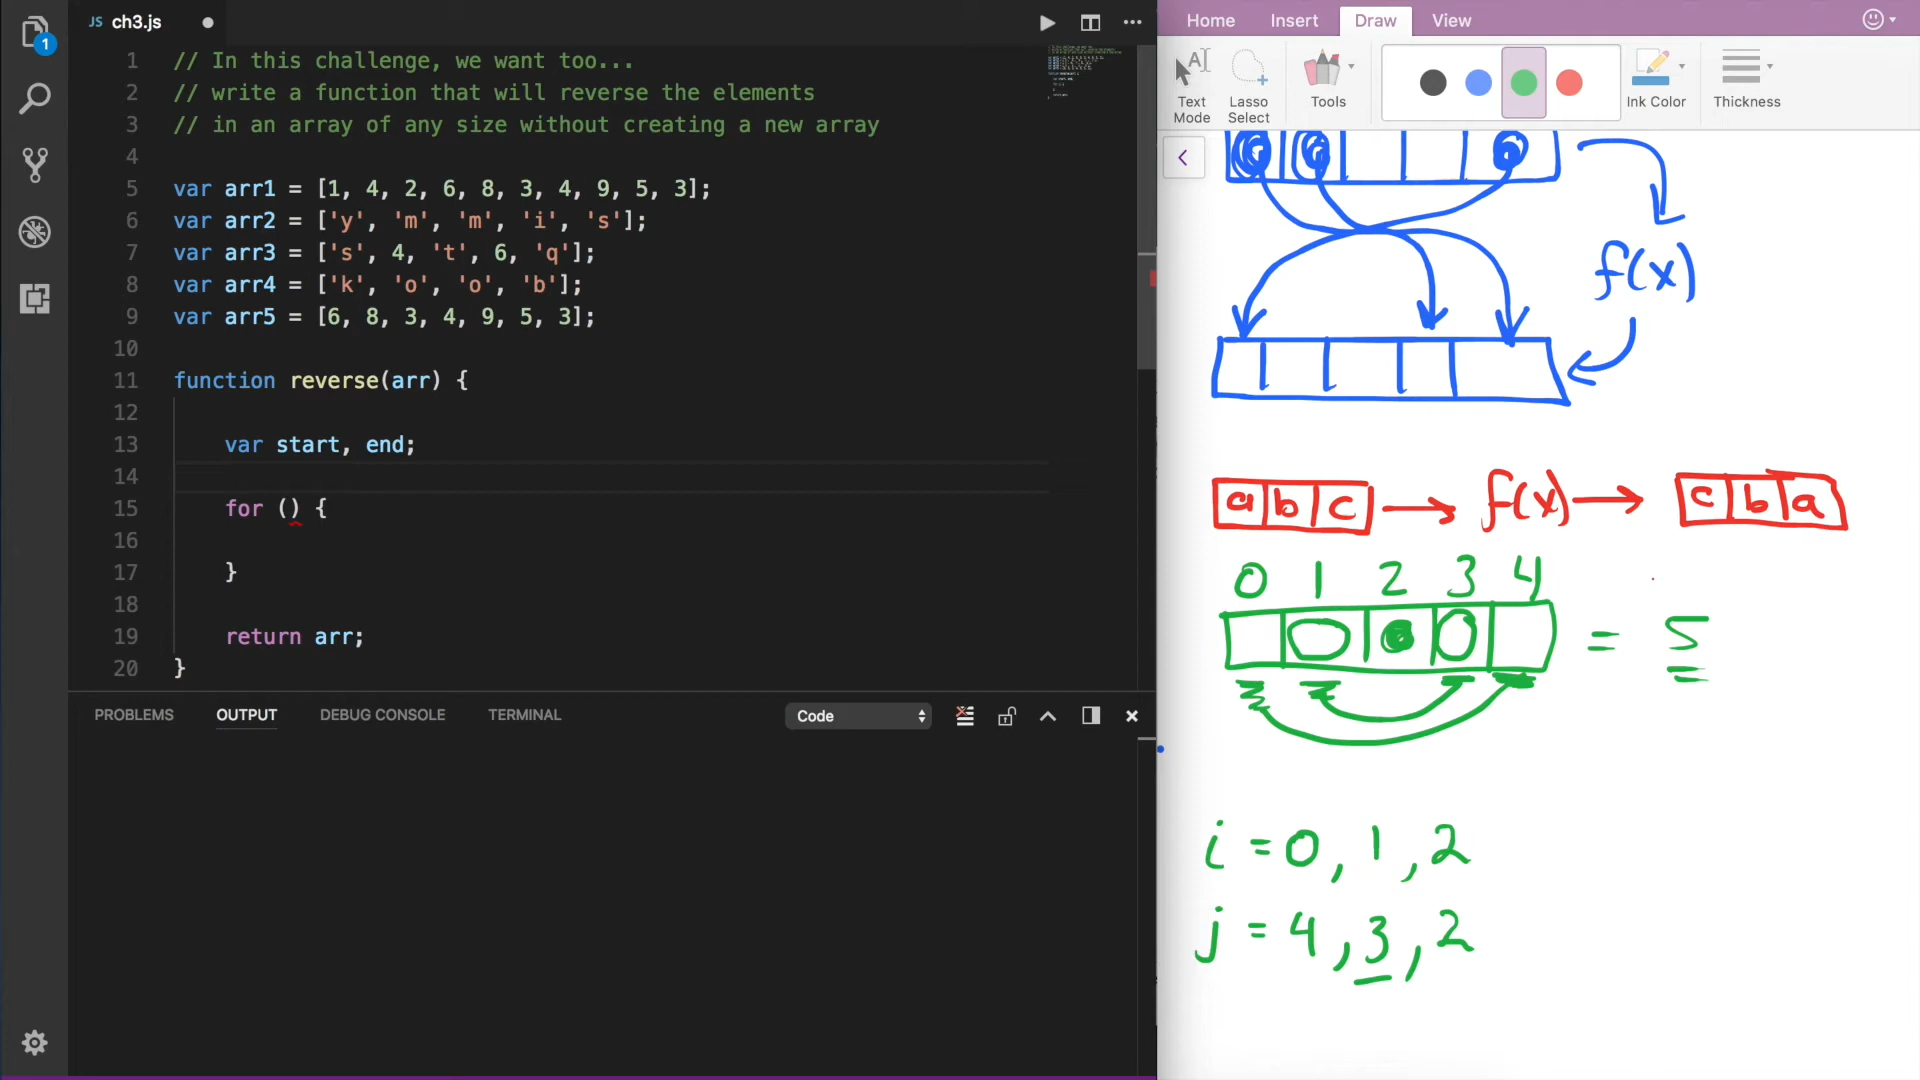 JS ch3.js
1
1 // In this challenge, we want too...
2 // write a function that will reverse the elements
3 // in an array of any size without creating a new array
4
5 var arr1 = [1, 4, 2, 6, 8, 3, 4, 9, 5, 3];
6 var arr2 = ['y', 'm', 'm', 'i', 's'];
7 var arr3 = ['s', 4, 't', 6, 'q'];
8 var arr4 = ['k', 'o', 'o', 'b'];
9 var arr5 = [6, 8, 3, 4, 9, 5, 3];
10
11 function reverse(arr) {
12
13 var start, end;
14
15 for () {
16
17 }
18
19 return arr;
20 }
PROBLEMS OUTPUT DEBUG CONSOLE TERMINAL Code
Home Insert Draw View
Text Mode
Lasso Select
Tools
Ink Color
Thickness
f(x)
a b c → f(x) → c b a
0 1 2 3 4
= 5
i = 0, 1, 2
j = 4, 3, 2